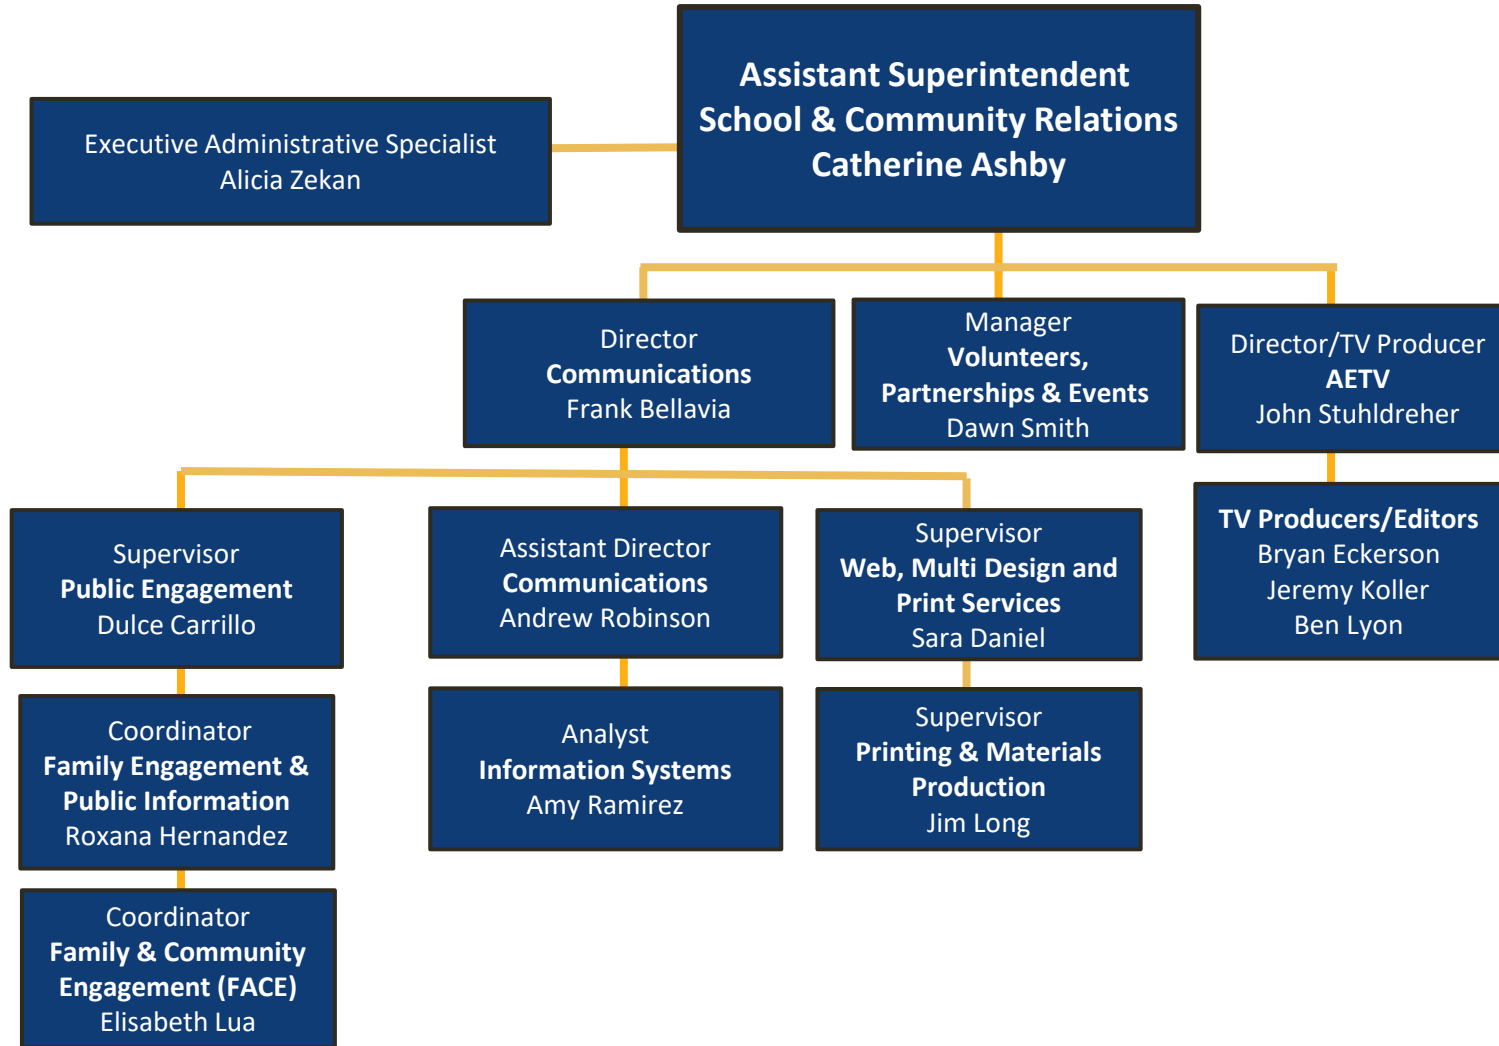 Assistant Superintendent
School & Community Relations
Catherine Ashby
Executive Administrative Specialist
Alicia Zekan
Director
Communications
Frank Bellavia
Manager
Volunteers,
Partnerships & Events
Dawn Smith
Director/TV Producer
AETV
John Stuhldreher
Supervisor
Public Engagement
Dulce Carrillo
Assistant Director
Communications
Andrew Robinson
Supervisor
Web, Multi Design and
Print Services
Sara Daniel
TV Producers/Editors
Bryan Eckerson
Jeremy Koller
Ben Lyon
Coordinator
Family Engagement &
Public Information
Roxana Hernandez
Analyst
Information Systems
Amy Ramirez
Supervisor
Printing & Materials
Production
Jim Long
Coordinator
Family & Community
Engagement (FACE)
Elisabeth Lua